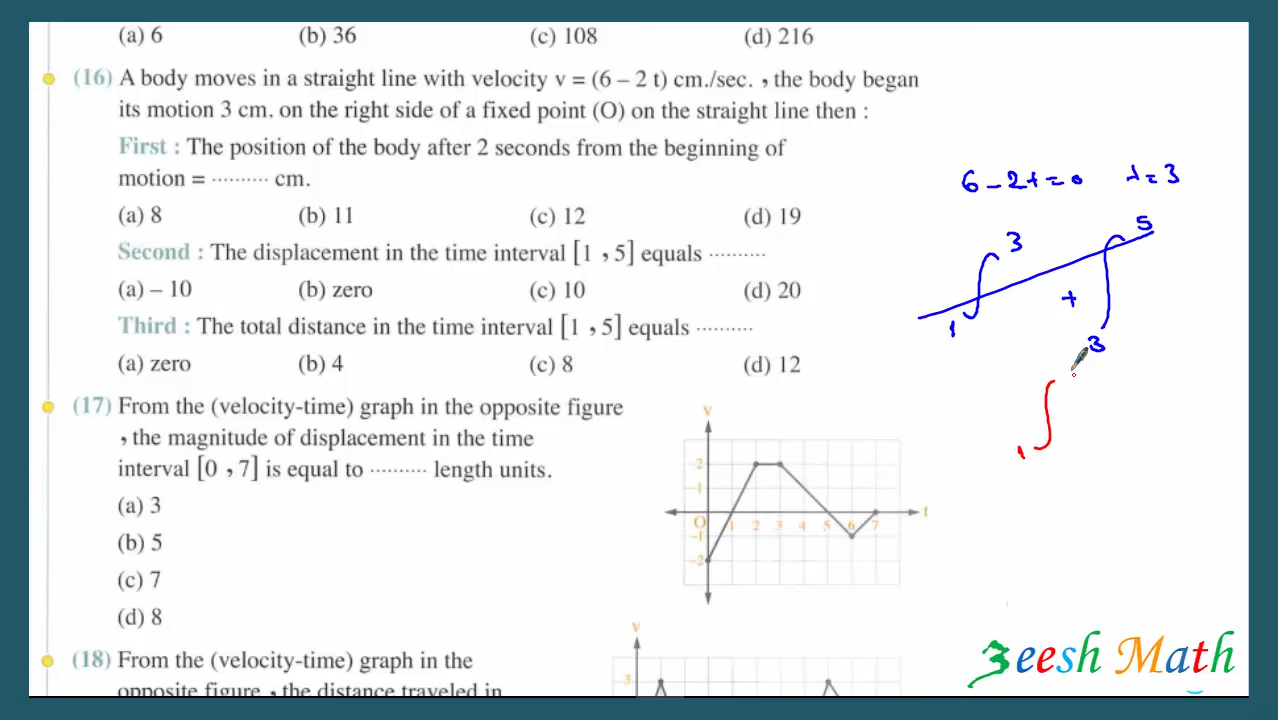 (a) 6 (b) 36 (c) 108 (d) 216
(16) A body moves in a straight line with velocity v = (6 – 2 t) cm./sec. , the body began
its motion 3 cm. on the right side of a fixed point (O) on the straight line then :
First : The position of the body after 2 seconds from the beginning of
motion = ·········· cm.
(a) 8 (b) 11 (c) 12 (d) 19
Second : The displacement in the time interval [1 , 5] equals ··········
(a) – 10 (b) zero (c) 10 (d) 20
Third : The total distance in the time interval [1 , 5] equals ··········
(a) zero (b) 4 (c) 8 (d) 12
6 – 2t = 0 t = 3
∫ 3 1 + ∫ 5 3
∫ 1
(17) From the (velocity-time) graph in the opposite figure
, the magnitude of displacement in the time
interval [0 , 7] is equal to ·········· length units.
(a) 3
(b) 5
(c) 7
(d) 8
v
2
1
O 1 2 3 4 5 6 7 t
–1
–2
(18) From the (velocity-time) graph in the
opposite figure , the distance traveled in
v
3
Zeesh Math